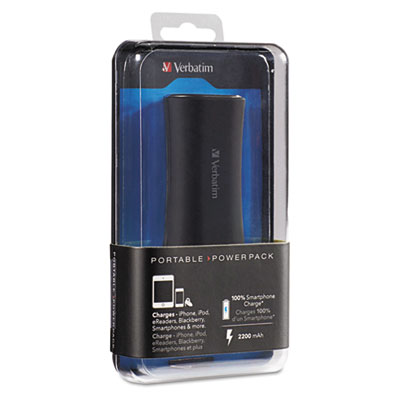 Verbatim
Verbatim
PORTABLE > POWER PACK
Charges - iPhone, iPod,
eReaders, Blackberry,
Smartphones & more.
Charge - iPhone, iPod,
eReaders, Blackberry,
Smartphones et plus
100% Smartphone
Charge*
Charges 100%
d'un Smartphone*
2200 mAh